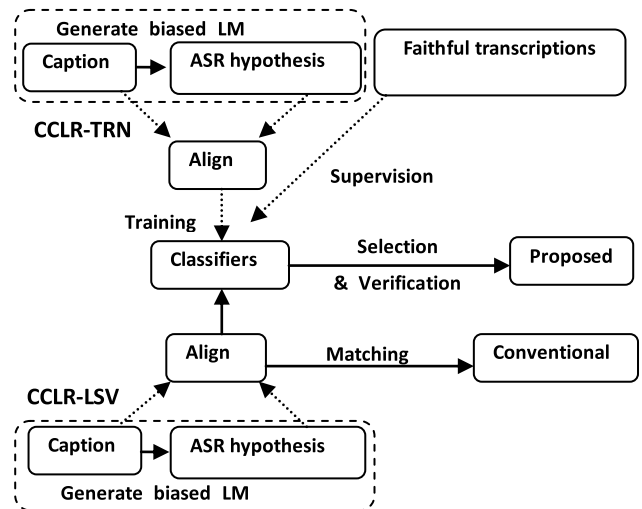 Generate biased LM
Caption
ASR hypothesis
Faithful transcriptions
CCLR-TRN
Align
Supervision
Training
Classifiers
Selection
& Verification
Proposed
Align
Matching
Conventional
CCLR-LSV
Caption
ASR hypothesis
Generate biased LM